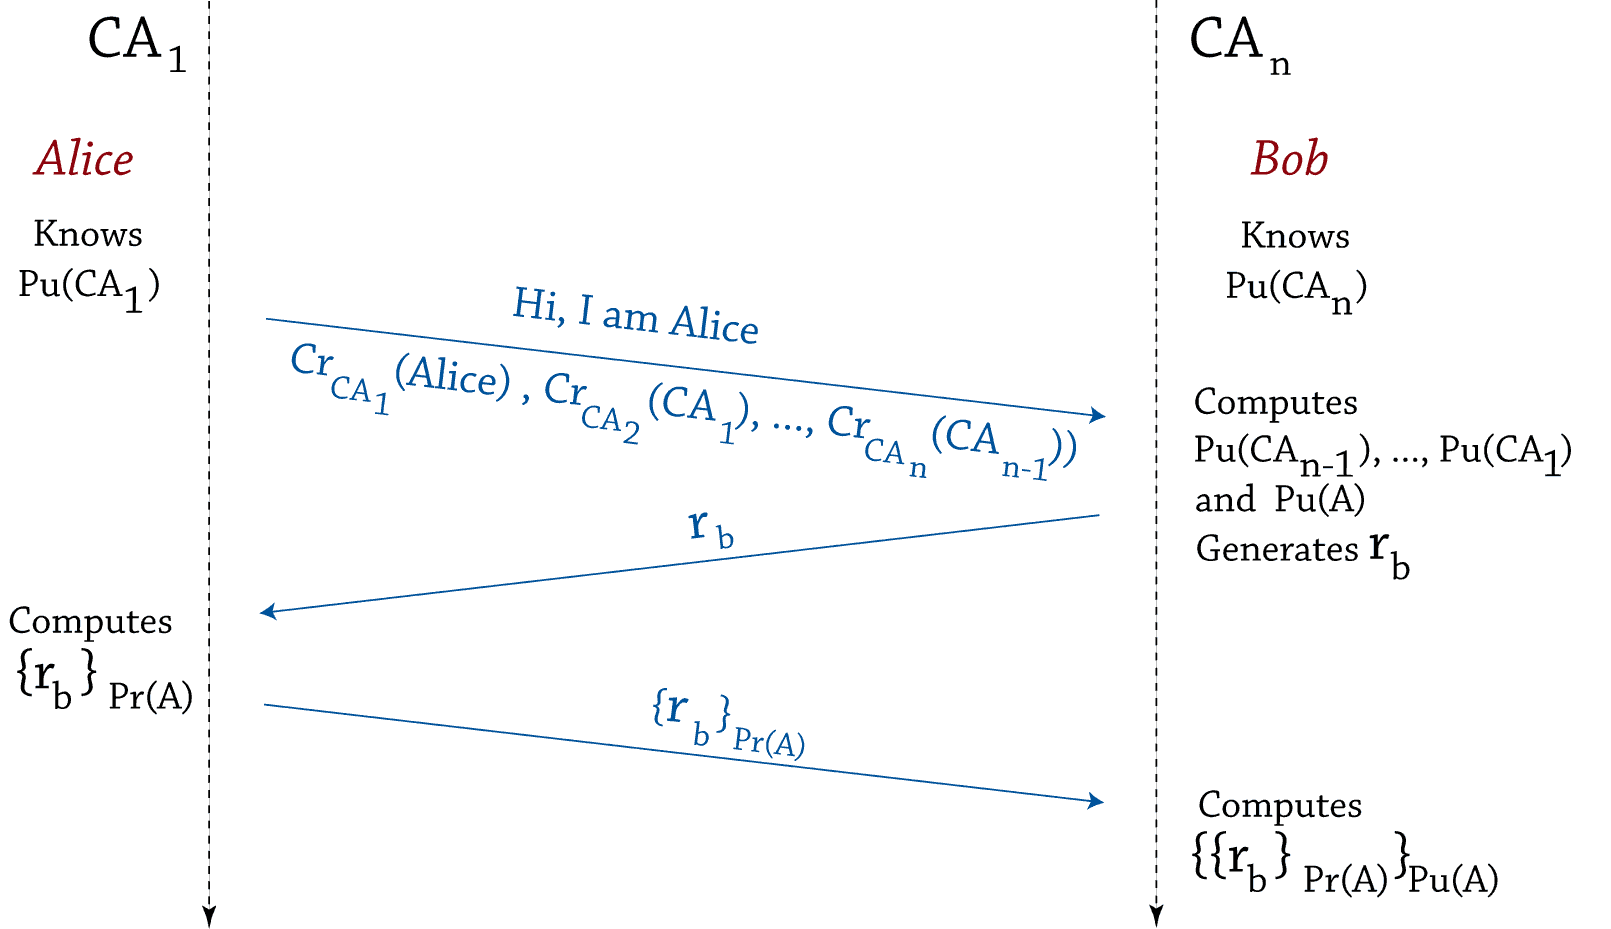 CA1
CAn
Alice
Bob
Knows
Pu(CA1)
Knows
Pu(CAn)
Hi, I am Alice
CrCA1(Alice) , CrCA2(CA1), ..., CrCAn(CAn-1))
Computes
Pu(CAn-1), ..., Pu(CA1)
and Pu(A)
Generates rb
rb
Computes
{rb}Pr(A)
{rb}Pr(A)
Computes
{{rb}Pr(A)}Pu(A)